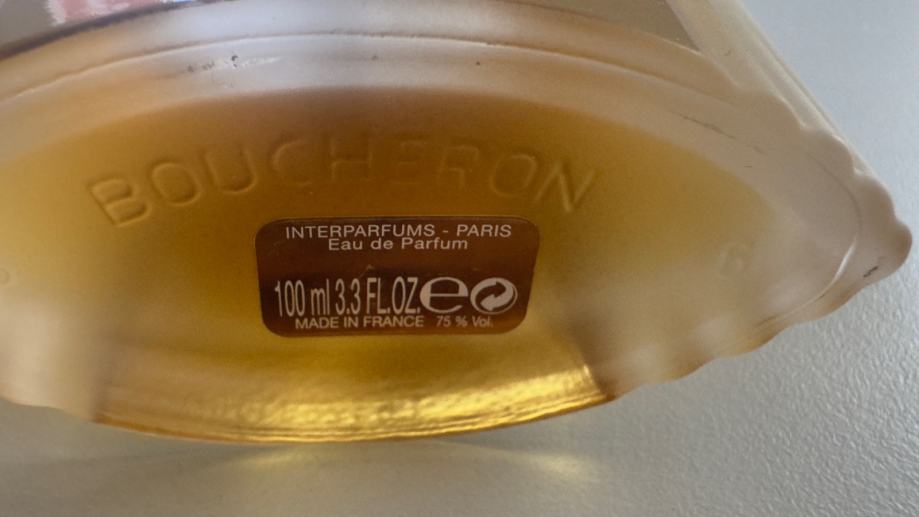 BOUCHERON
INTERPARFUMS - PARIS
Eau de Parfum
100 ml 3.3 FL.OZ. e
MADE IN FRANCE 75 % Vol.